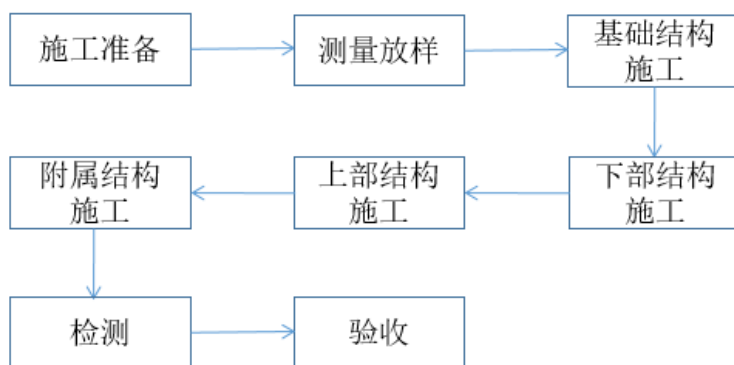 施工准备
测量放样
基础结构
施工
下部结构
施工
上部结构
施工
附属结构
施工
检测
验收